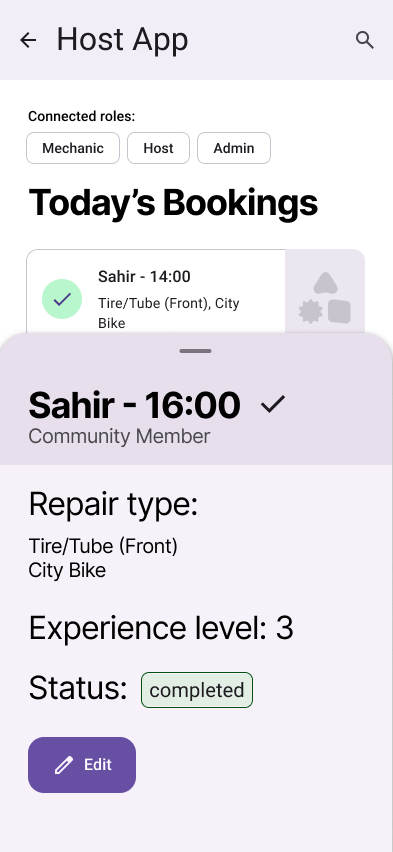 Host App
Connected roles:
Mechanic Host Admin
Today’s Bookings
Sahir - 14:00
Tire/Tube (Front), City
Bike
Sahir - 16:00
Community Member
Repair type:
Tire/Tube (Front)
City Bike
Experience level: 3
Status: completed
Edit